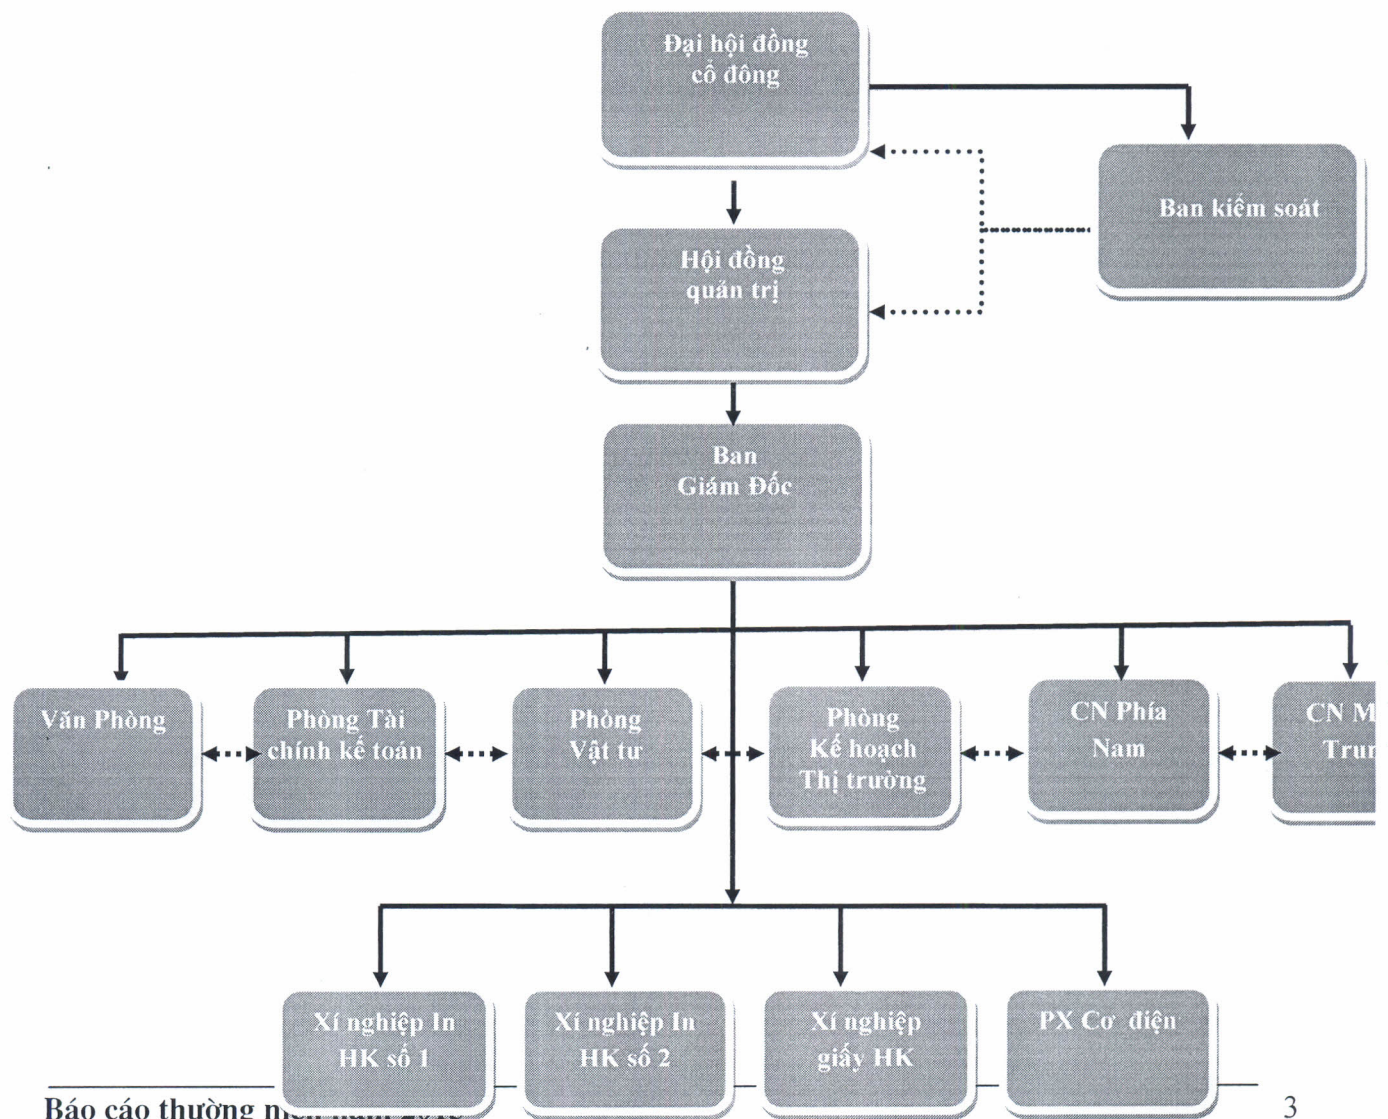 Đại hội đồng
cổ đông
Ban kiểm soát
Hội đồng
quản trị
Ban
Giám Đốc
Văn Phòng
Phòng Tài
chính kế toán
Phòng
Vật tư
Phòng
Kế hoạch
Thị trường
CN Phía
Nam
CN
Xí nghiệp In
HK số 1
Xí nghiệp In
HK số 2
Xí nghiệp
giấy HK
PX Cơ điện
Báo cáo thường
3